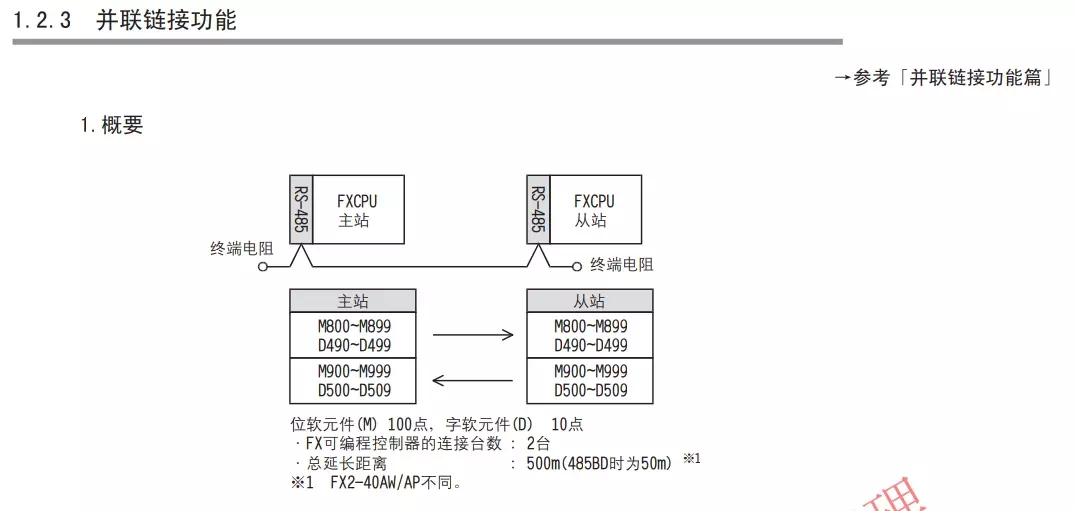 1.2.3 并联链接功能
→参考「并联链接功能篇」
1.概要
RS-485 FXCPU 主站
RS-485 FXCPU 从站
终端电阻
终端电阻
主站 从站
M800~M899 M800~M899
D490~D499 D490~D499
M900~M999 M900~M999
D500~D509 D500~D509
位软元件(M) 100点，字软元件(D) 10点
·FX可编程控制器的连接台数 : 2台
·总延长距离 : 500m(485BD时为50m) ※1
※1 FX2-40AW/AP不同。
理